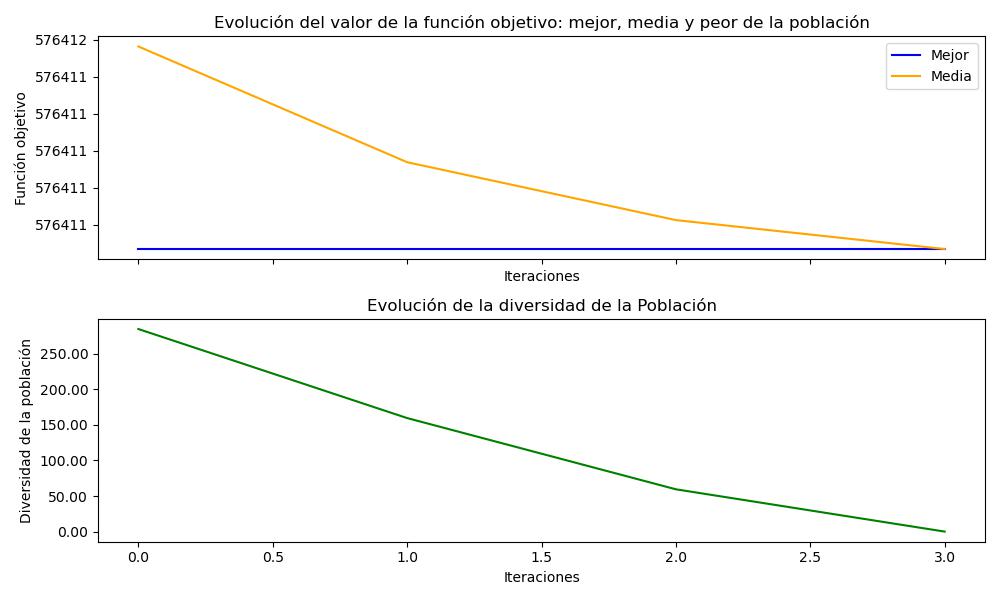 Evolución del valor de la función objetivo: mejor, media y peor de la población
576412
576411
576411
576411
576411
576411
Función objetivo
Mejor
Media
Iteraciones
Evolución de la diversidad de la Población
250.00
200.00
150.00
100.00
50.00
0.00
Diversidad de la población
0.0 0.5 1.0 1.5 2.0 2.5 3.0
Iteraciones